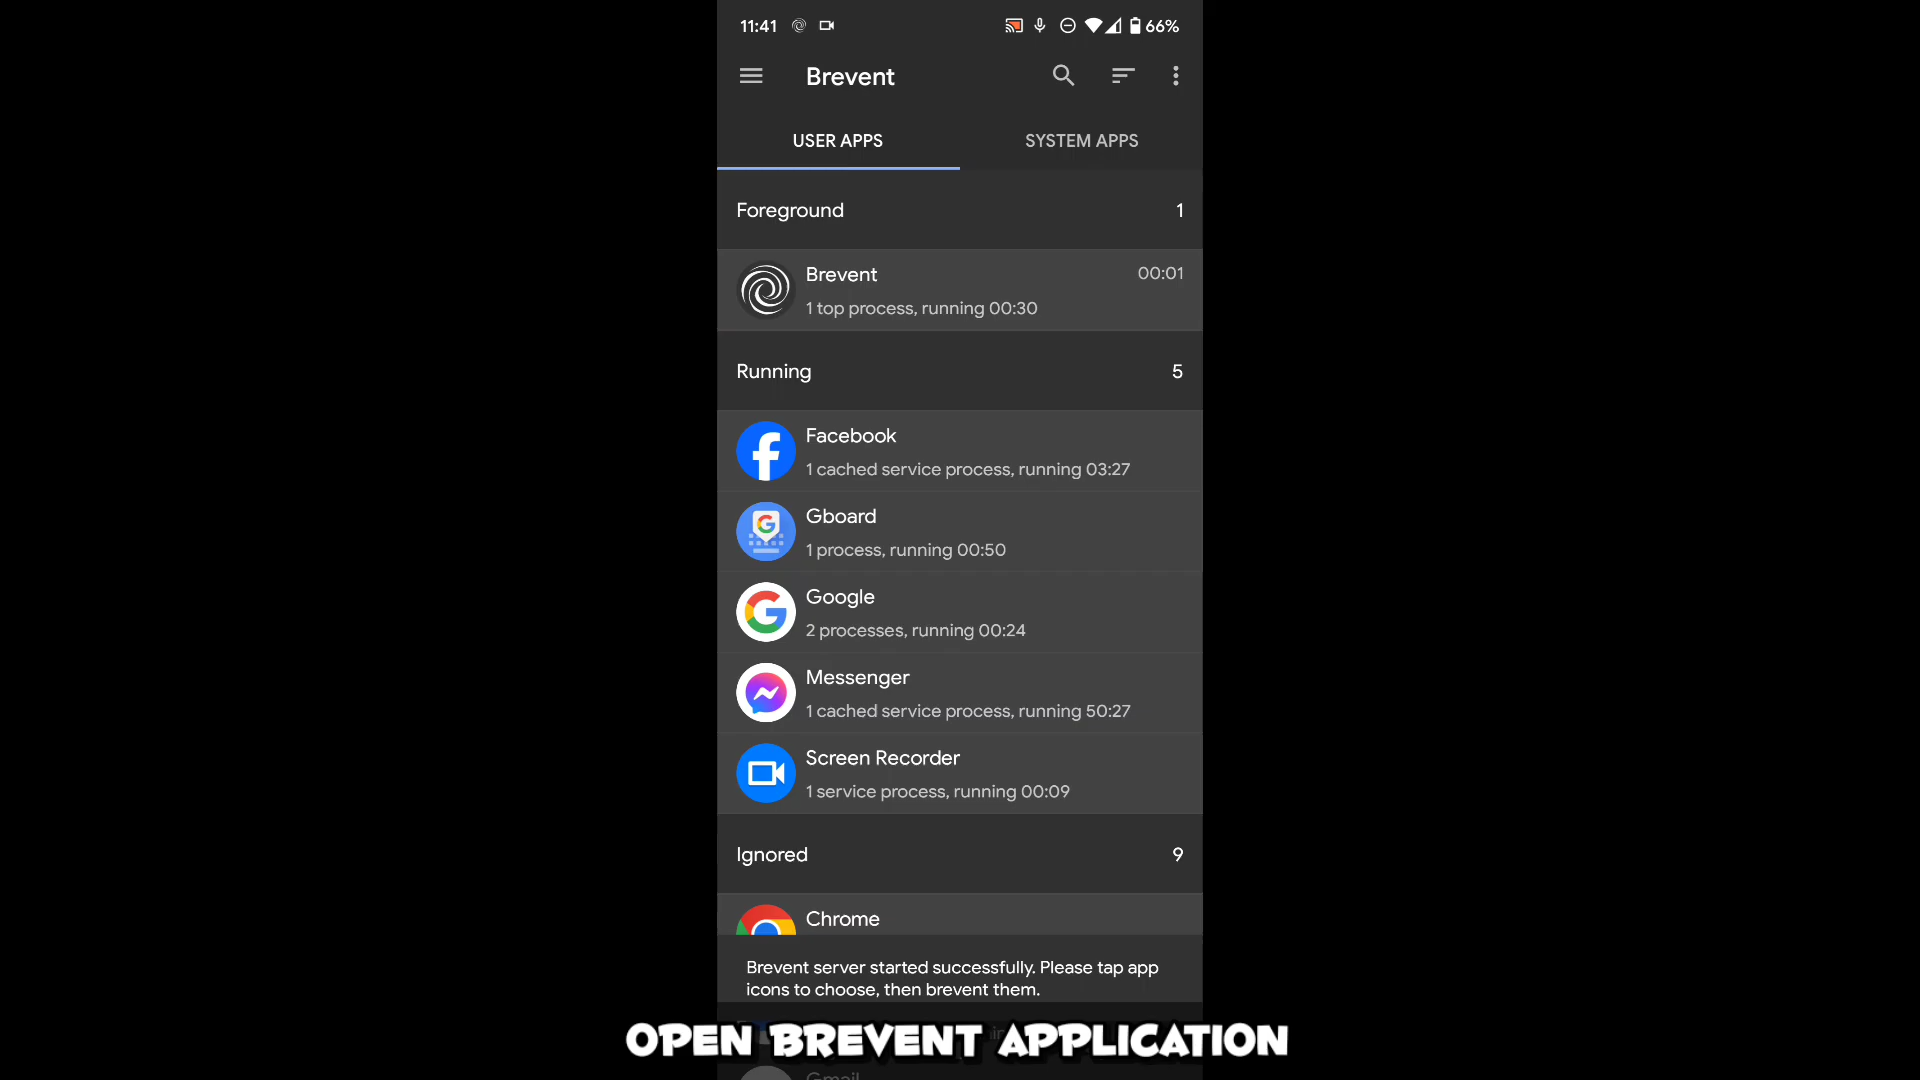 11:41
66%
Brevent
USER APPS
SYSTEM APPS
Foreground
1
Brevent
00:01
1 top process, running 00:30
Running
5
Facebook
1 cached service process, running 03:27
Gboard
1 process, running 00:50
Google
2 processes, running 00:24
Messenger
1 cached service process, running 50:27
Screen Recorder
1 service process, running 00:09
Ignored
9
Chrome
Brevent server started successfully. Please tap app
icons to choose, then brevent them.
OPEN BREVENT APPLICATION
Gmail